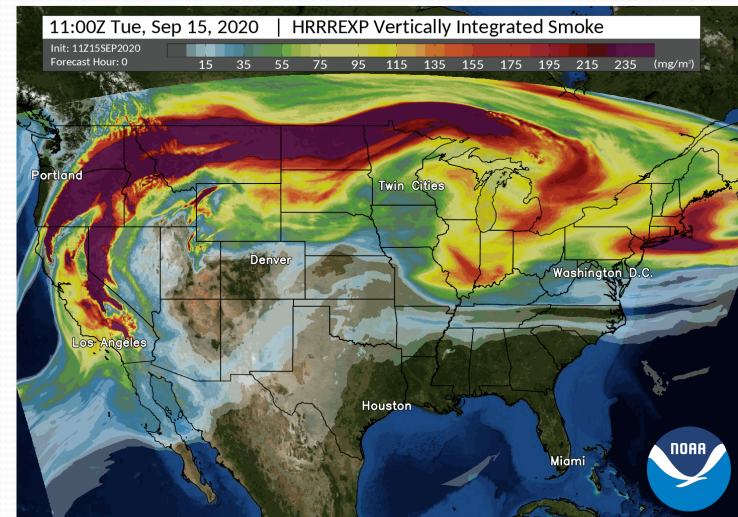 11:00Z Tue, Sep 15, 2020 | HRRREXP Vertically Integrated Smoke
Init: 11Z15SEP2020
Forecast Hour: 0
15 35 55 75 95 115 135 155 175 195 215 235 (mg/m²)
Portland
Twin Cities
Denver
Washington D.C.
Los Angeles
Houston
NOAA
Miami